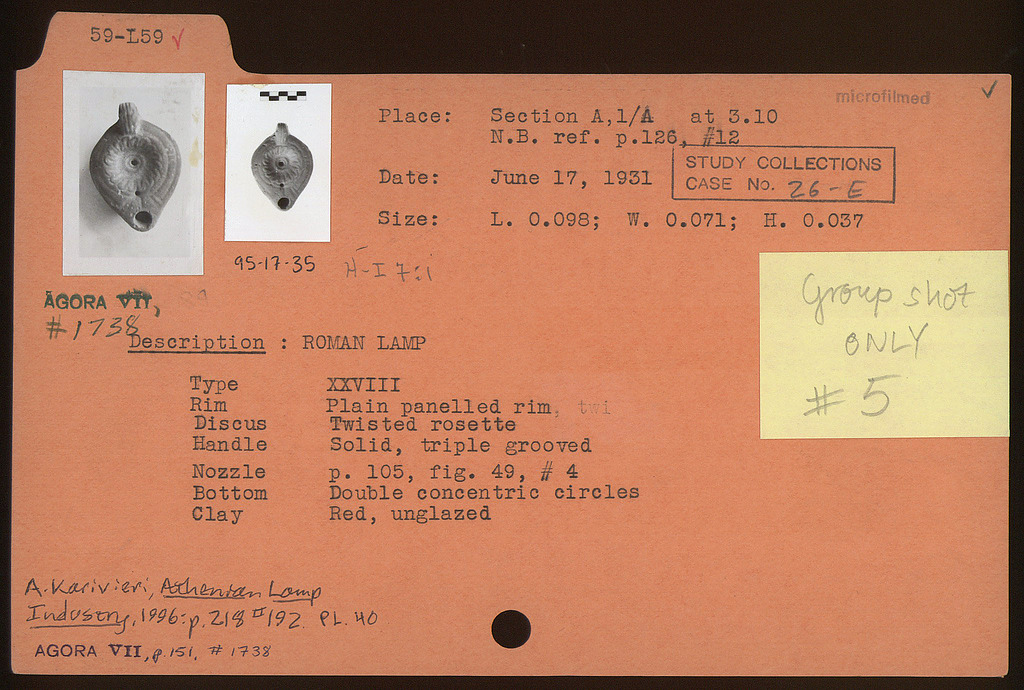 59-L59 ✓
microfilmed ✓
Place: Section A,1/A at 3.10
N.B. ref. p.126, #12
STUDY COLLECTIONS
CASE No. 26-E
Date: June 17, 1931
Size: L. 0.098; W. 0.071; H. 0.037
95-17-35
AGORA VII,
#1738
Group shot
ONLY
#5
Description : ROMAN LAMP
Type XXVIII
Rim Plain panelled rim, twi
Discus Twisted rosette
Handle Solid, triple grooved
Nozzle p. 105, fig. 49, # 4
Bottom Double concentric circles
Clay Red, unglazed
A. Karivieri, Athenian Lamp
Industry, 1996: p. 218 #192. PL. 40
AGORA VII, p.151, #1738